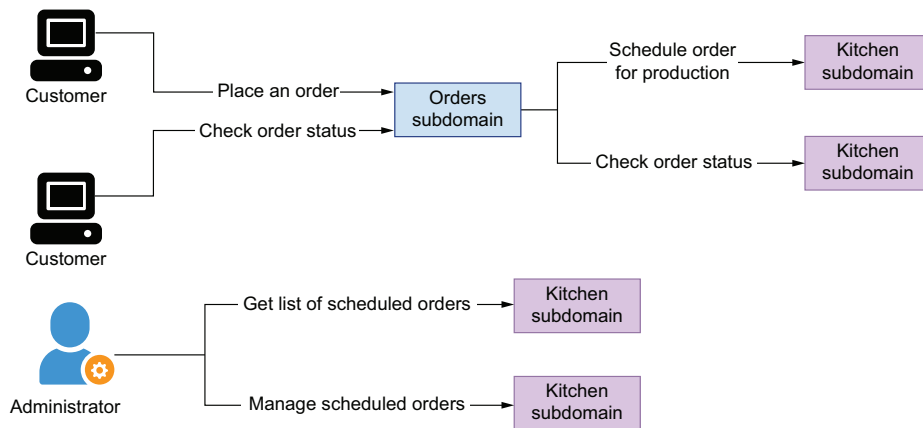 Customer
Place an order
Check order status
Customer
Orders
subdomain
Schedule order
for production
Kitchen
subdomain
Check order status
Kitchen
subdomain
Administrator
Get list of scheduled orders
Kitchen
subdomain
Manage scheduled orders
Kitchen
subdomain